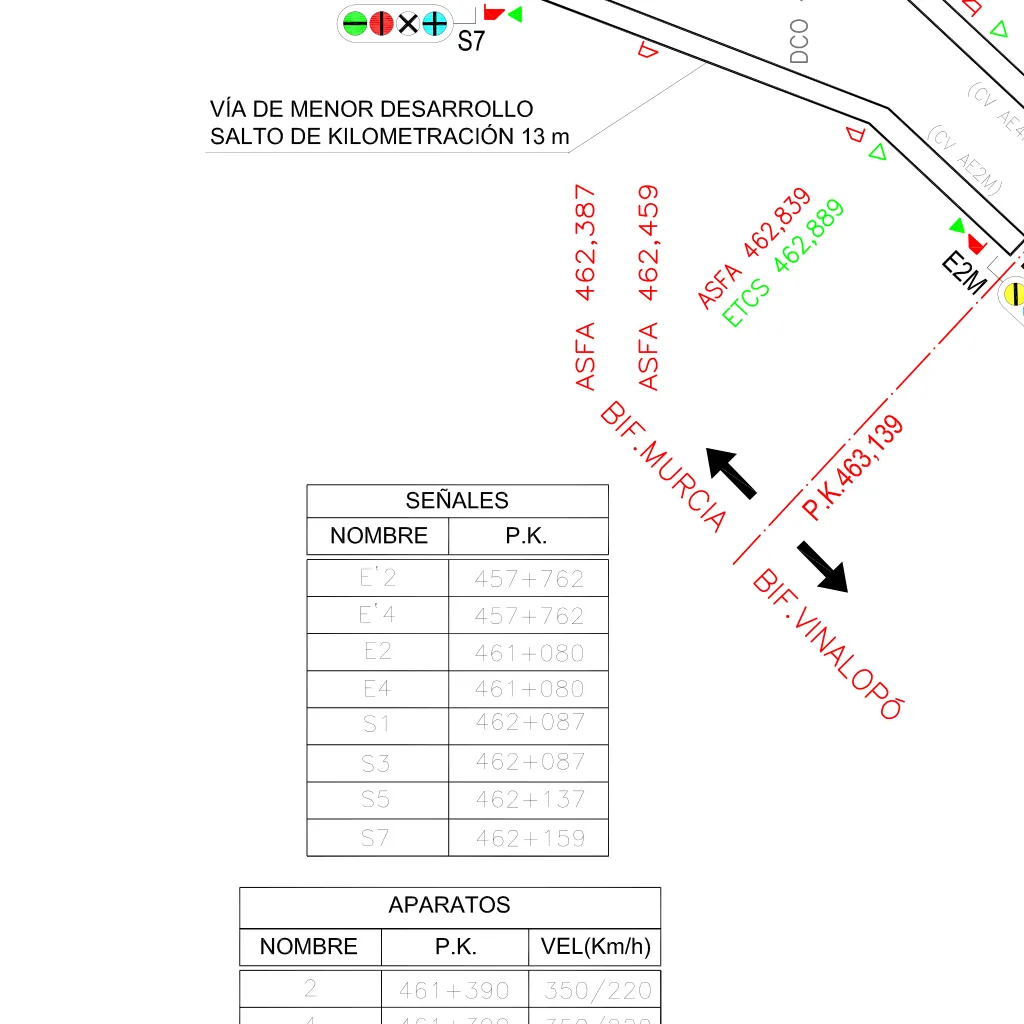 S7
DCO
VÍA DE MENOR DESARROLLO
SALTO DE KILOMETRACIÓN 13 m
(CV AE4
(CV AE2M)
ASFA 462,387
ASFA 462,459
ASFA 462,839
ETCS 462,889
E2M
P.K.463,139
BIF.MURCIA
BIF.VINALOPÓ
SEÑALES
NOMBRE P.K.
E'2 457+762
E'4 457+762
E2 461+080
E4 461+080
S1 462+087
S3 462+087
S5 462+137
S7 462+159
APARATOS
NOMBRE P.K. VEL(Km/h)
2 461+390 350/220